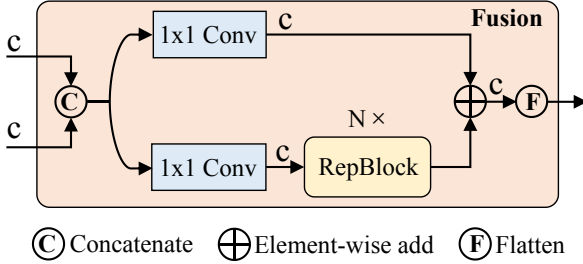 Fusion
c
1x1 Conv
c
C
c
c
F
N ×
c
1x1 Conv
c
RepBlock
C Concatenate
Element-wise add
F Flatten